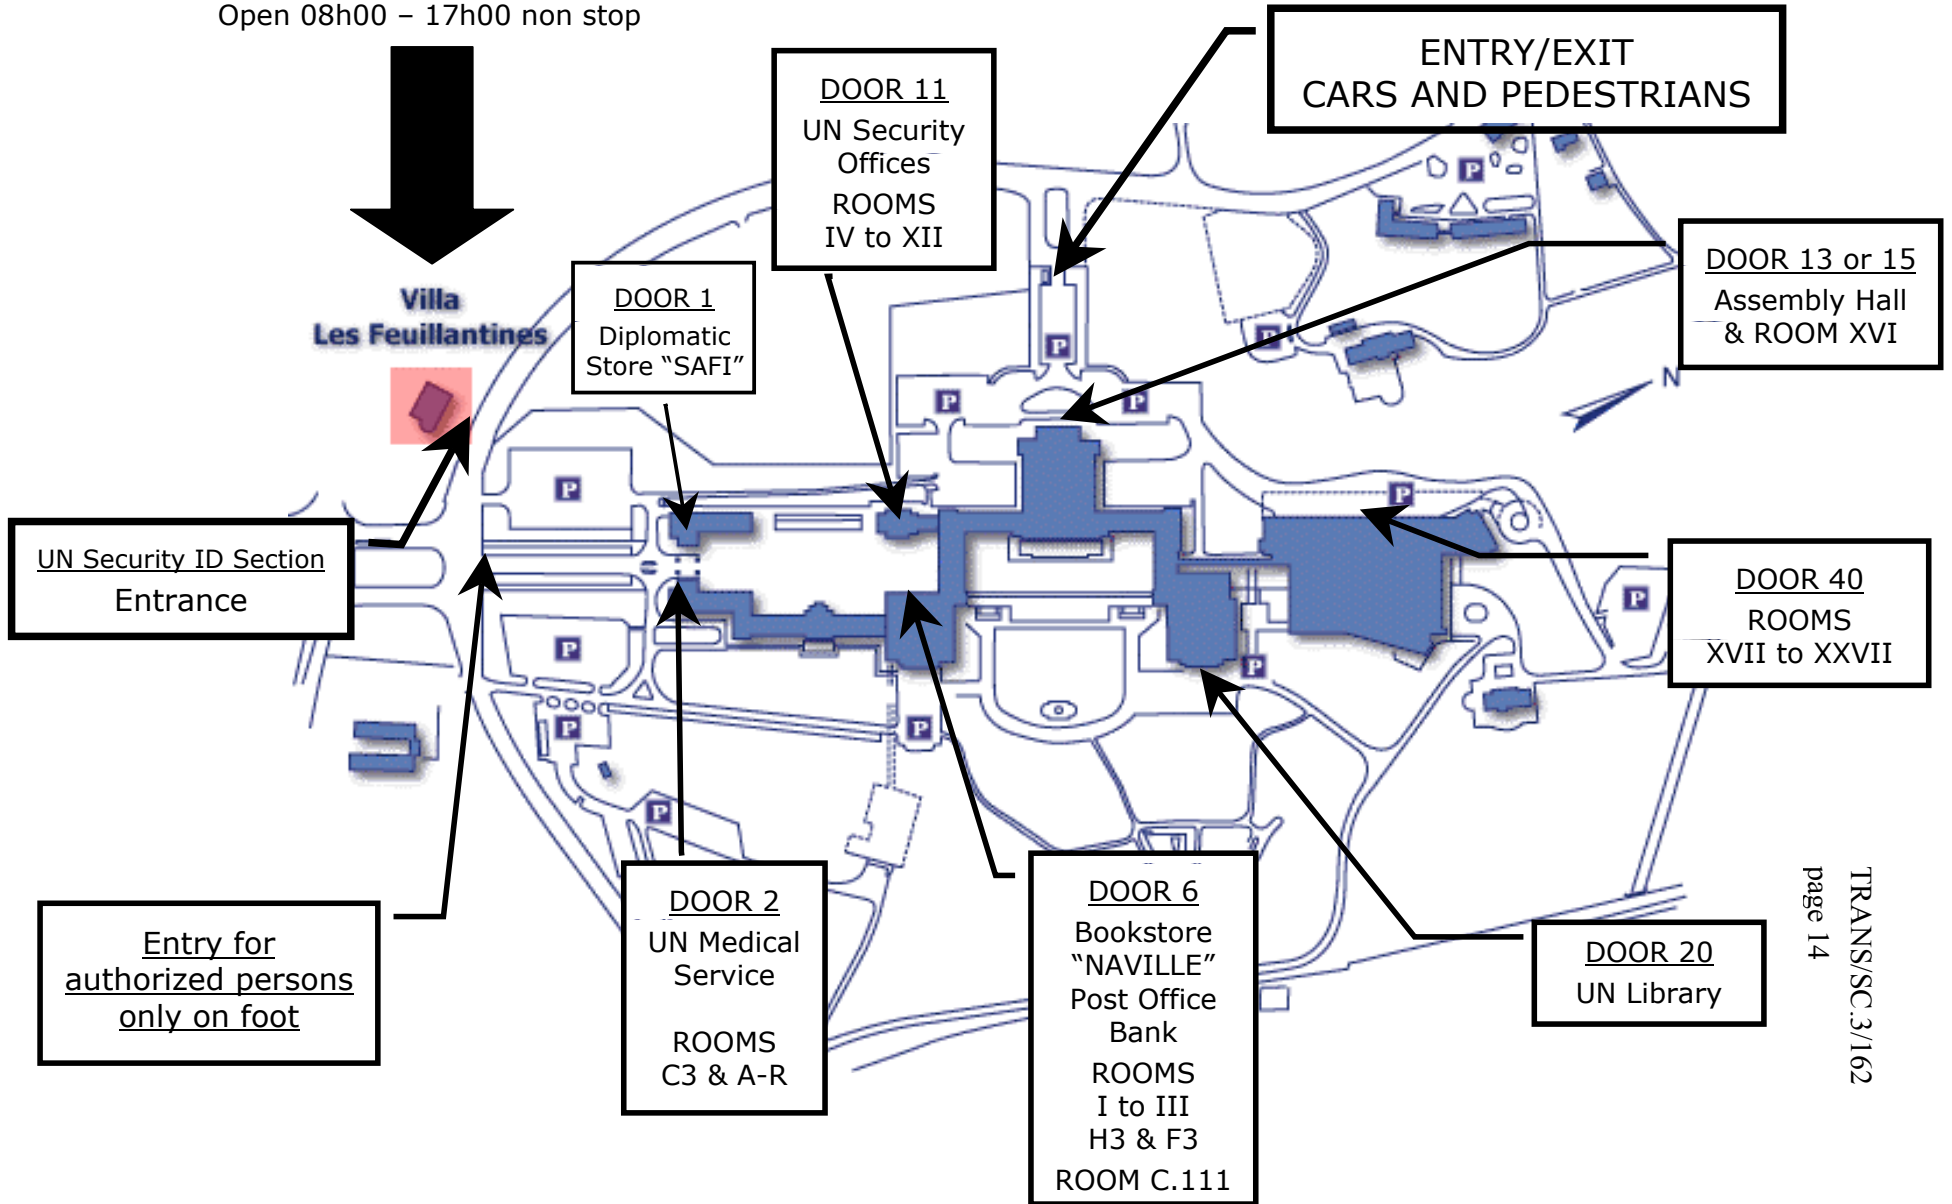 Open 08h00 – 17h00 non stop
ENTRY/EXIT
CARS AND PEDESTRIANS
DOOR 11
UN Security
Offices
ROOMS
IV to XII
DOOR 13 or 15
Assembly Hall
& ROOM XVI
DOOR 1
Diplomatic
Store “SAFI”
Villa
Les Feuillantines
N
P
P
P
P
P
P
P
P
P
P
P
P
P
P
UN Security ID Section
Entrance
DOOR 40
ROOMS
XVII to XXVII
Entry for
authorized persons
only on foot
DOOR 2
UN Medical
Service
ROOMS
C3 & A-R
DOOR 6
Bookstore
“NAVILLE”
Post Office
Bank
ROOMS
I to III
H3 & F3
ROOM C.111
DOOR 20
UN Library
TRANS/SC.3/162
page 14